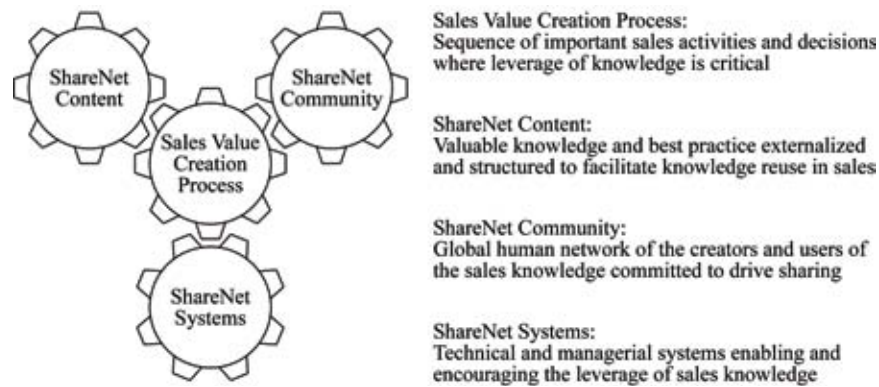 ShareNet
Content
ShareNet
Community
Sales Value
Creation
Process
ShareNet
Systems
Sales Value Creation Process:
Sequence of important sales activities and decisions
where leverage of knowledge is critical
ShareNet Content:
Valuable knowledge and best practice externalized
and structured to facilitate knowledge reuse in sales
ShareNet Community:
Global human network of the creators and users of
the sales knowledge committed to drive sharing
ShareNet Systems:
Technical and managerial systems enabling and
encouraging the leverage of sales knowledge